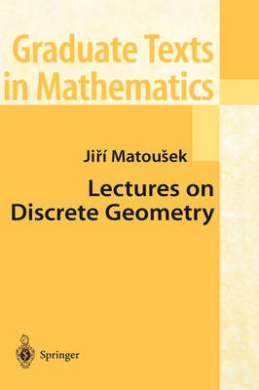 Graduate Texts
in Mathematics
Jiří Matoušek
Lectures on
Discrete Geometry
Springer